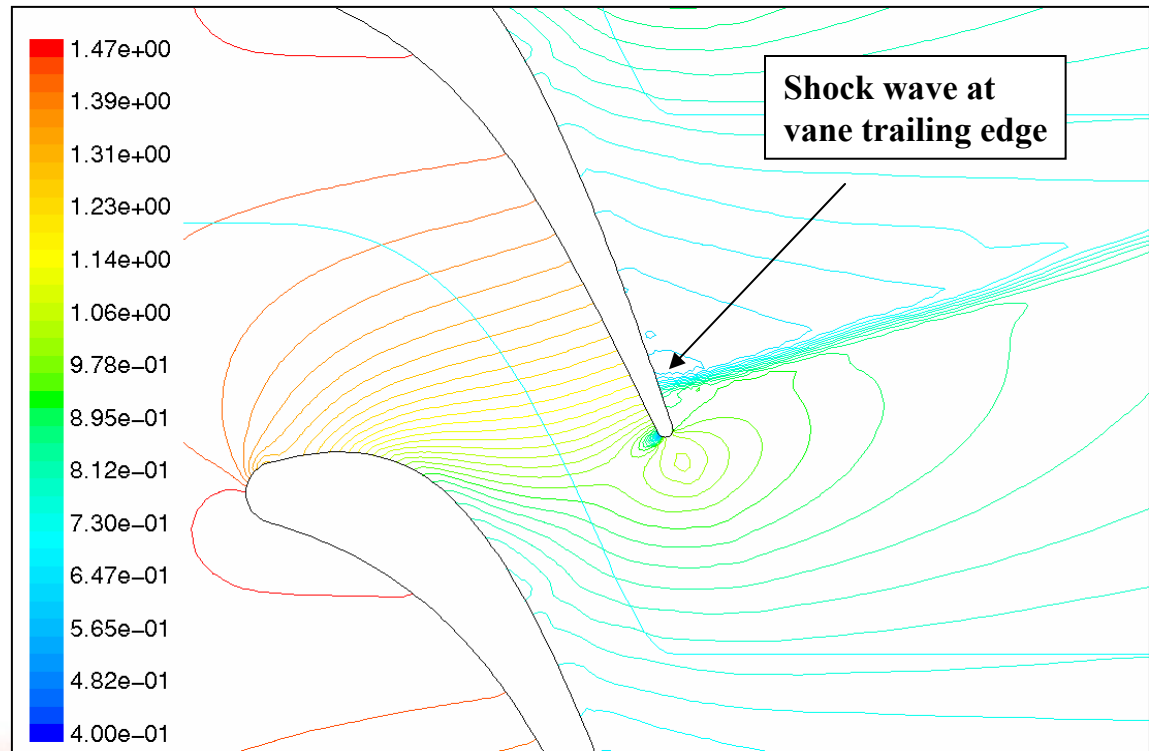 1.47e+00
1.39e+00
1.31e+00
1.23e+00
1.14e+00
1.06e+00
9.78e−01
8.95e−01
8.12e−01
7.30e−01
6.47e−01
5.65e−01
4.82e−01
4.00e−01
Shock wave at
vane trailing edge